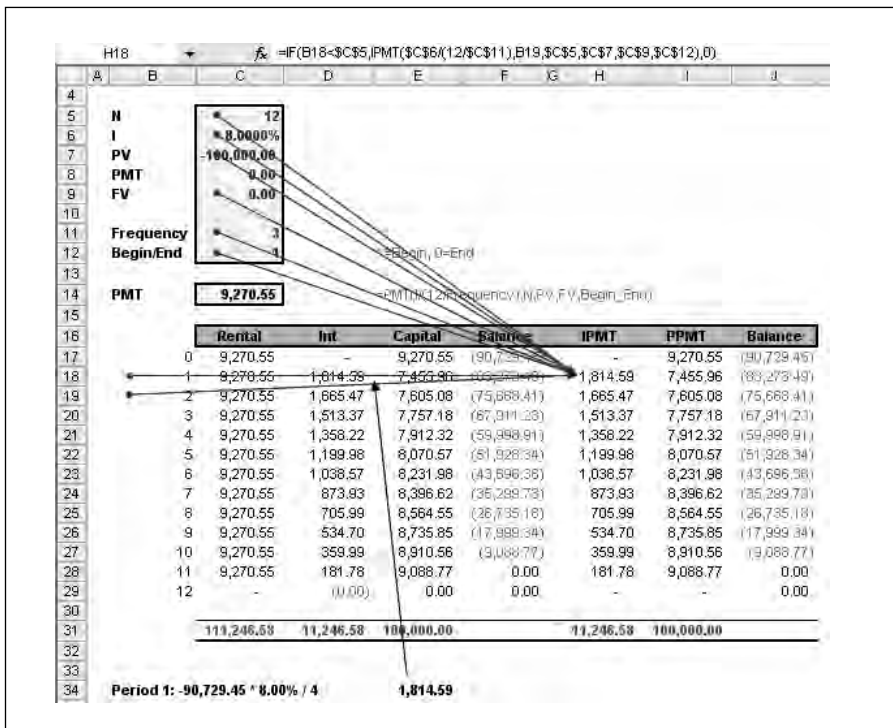 H18 fx =IF(B18<$C$5,IPMT($C$6/(12/$C$11),B19,$C$5,$C$7,$C$9,$C$12),0)
A B C D E F G H I J
4
5 N 12
6 I 8.0000%
7 PV -100,000.00
8 PMT 0.00
9 FV 0.00
10
11 Frequency 3
12 Begin/End 1 =Begin, 0=End
13
14 PMT 9,270.55 =PMT(I/(12/Frequency),N,PV,FV,Begin_End)
15
16 Rental Int Capital Balance IPMT PPMT Balance
17 0 9,270.55 - 9,270.55 (90,729.45) - 9,270.55 (90,729.45)
18 1 9,270.55 1,814.59 7,455.96 (83,273.49) 1,814.59 7,455.96 (83,273.49)
19 2 9,270.55 1,665.47 7,605.08 (75,668.41) 1,665.47 7,605.08 (75,668.41)
20 3 9,270.55 1,513.37 7,757.18 (67,911.23) 1,513.37 7,757.18 (67,911.23)
21 4 9,270.55 1,358.22 7,912.32 (59,998.91) 1,358.22 7,912.32 (59,998.91)
22 5 9,270.55 1,199.98 8,070.57 (51,928.34) 1,199.98 8,070.57 (51,928.34)
23 6 9,270.55 1,038.57 8,231.98 (43,696.36) 1,038.57 8,231.98 (43,696.36)
24 7 9,270.55 873.93 8,396.62 (35,299.73) 873.93 8,396.62 (35,299.73)
25 8 9,270.55 705.99 8,564.55 (26,735.18) 705.99 8,564.55 (26,735.18)
26 9 9,270.55 534.70 8,735.85 (17,999.34) 534.70 8,735.85 (17,999.34)
27 10 9,270.55 359.99 8,910.56 (9,088.77) 359.99 8,910.56 (9,088.77)
28 11 9,270.55 181.78 9,088.77 0.00 181.78 9,088.77 0.00
29 12 - (0.00) 0.00 0.00 - - 0.00
30
31 111,246.58 11,246.58 100,000.00 11,246.58 100,000.00
32
33
34 Period 1: -90,729.45 * 8.00% / 4 1,814.59